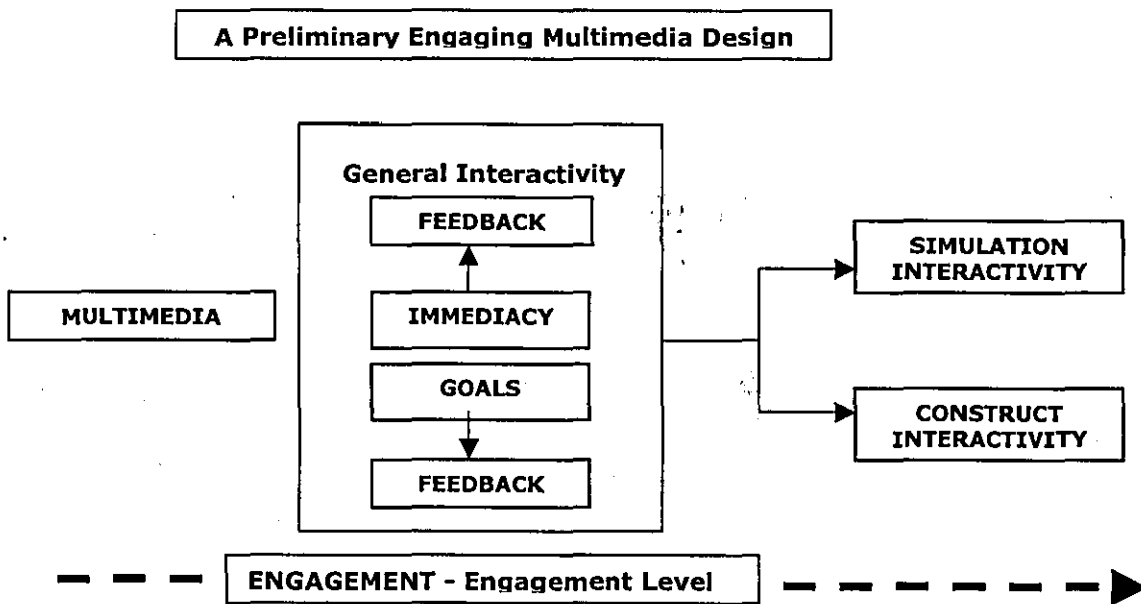 A Preliminary Engaging Multimedia Design
General Interactivity
FEEDBACK
MULTIMEDIA
IMMEDIACY
GOALS
FEEDBACK
SIMULATION
INTERACTIVITY
CONSTRUCT
INTERACTIVITY
ENGAGEMENT - Engagement Level